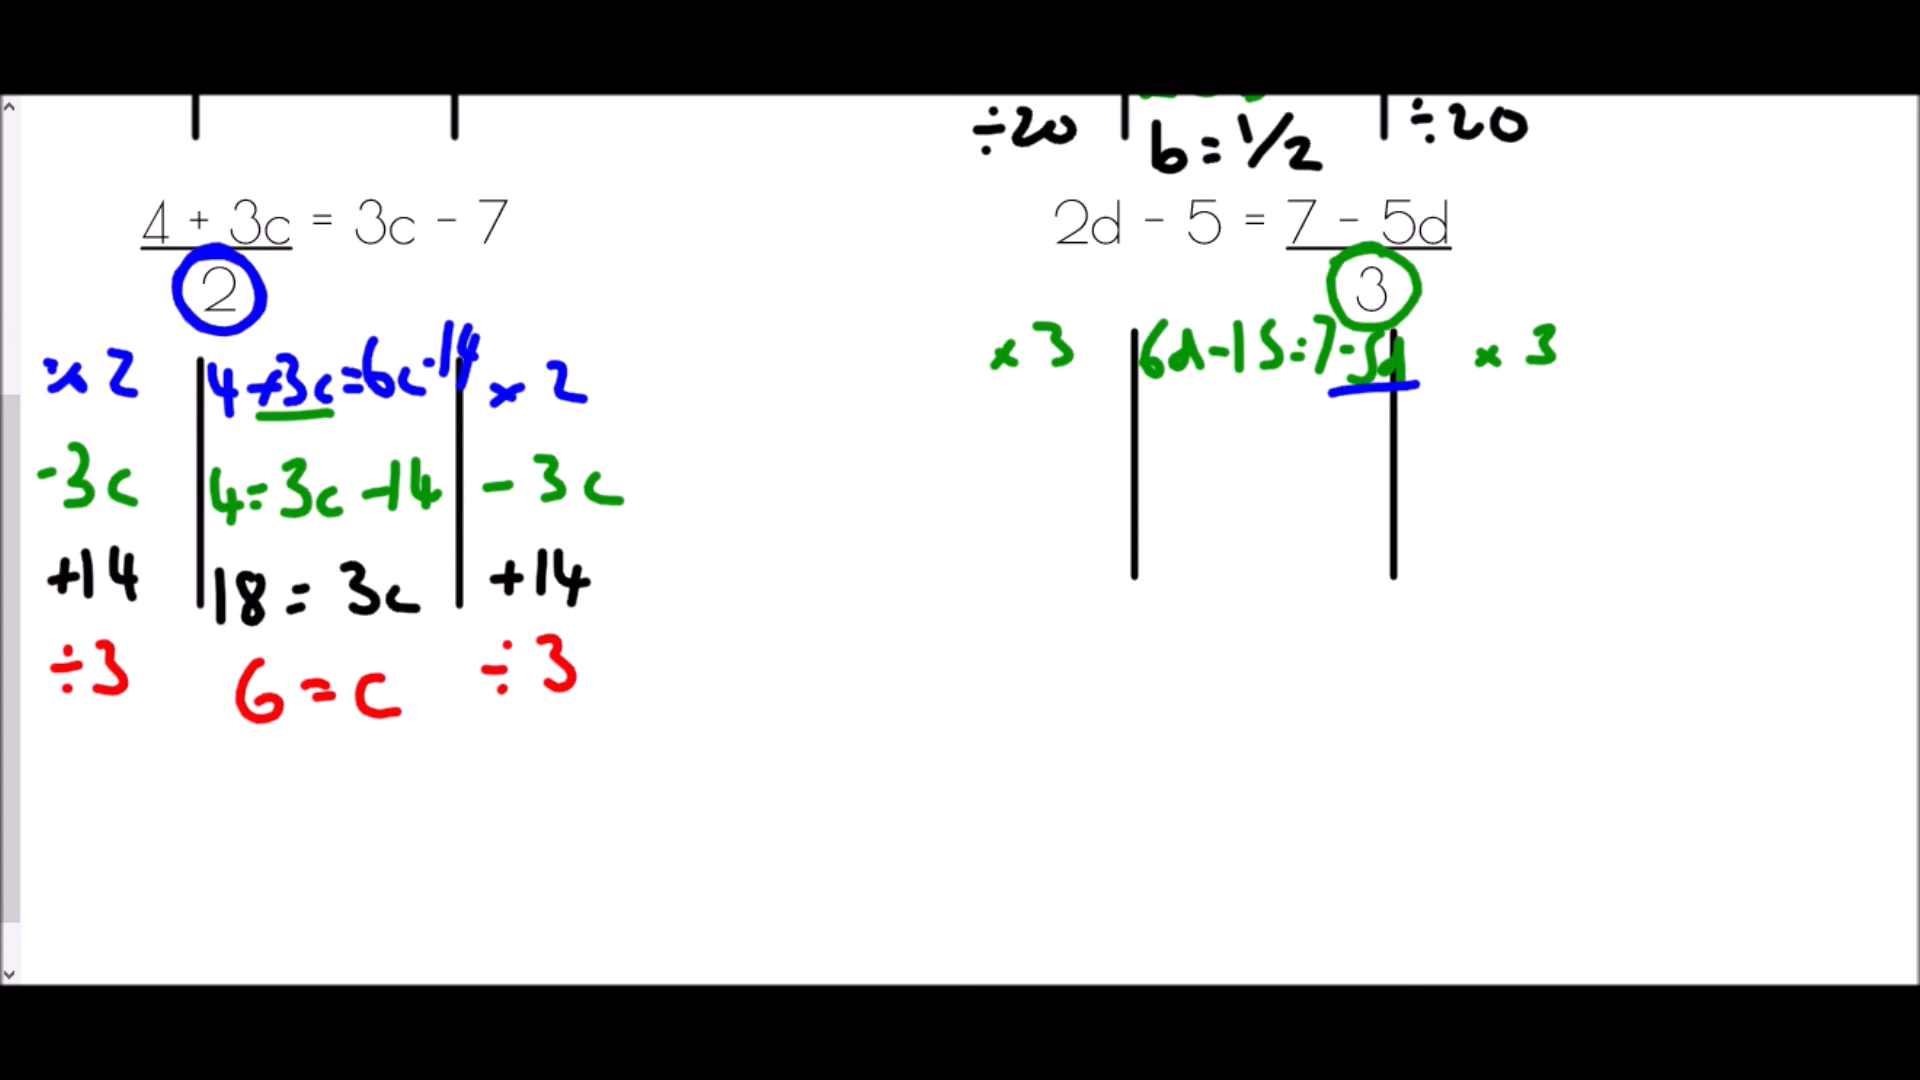 ÷20 b = 1/2 ÷20
4 + 3c = 3c - 7
2
× 2 4 + 3c = 6c - 14 × 2
-3c 4 = 3c - 14 - 3c
+14 18 = 3c +14
÷3 6 = c ÷3
2d - 5 = 7 - 5d
3
× 3 6d - 15 = 7 - 5d × 3